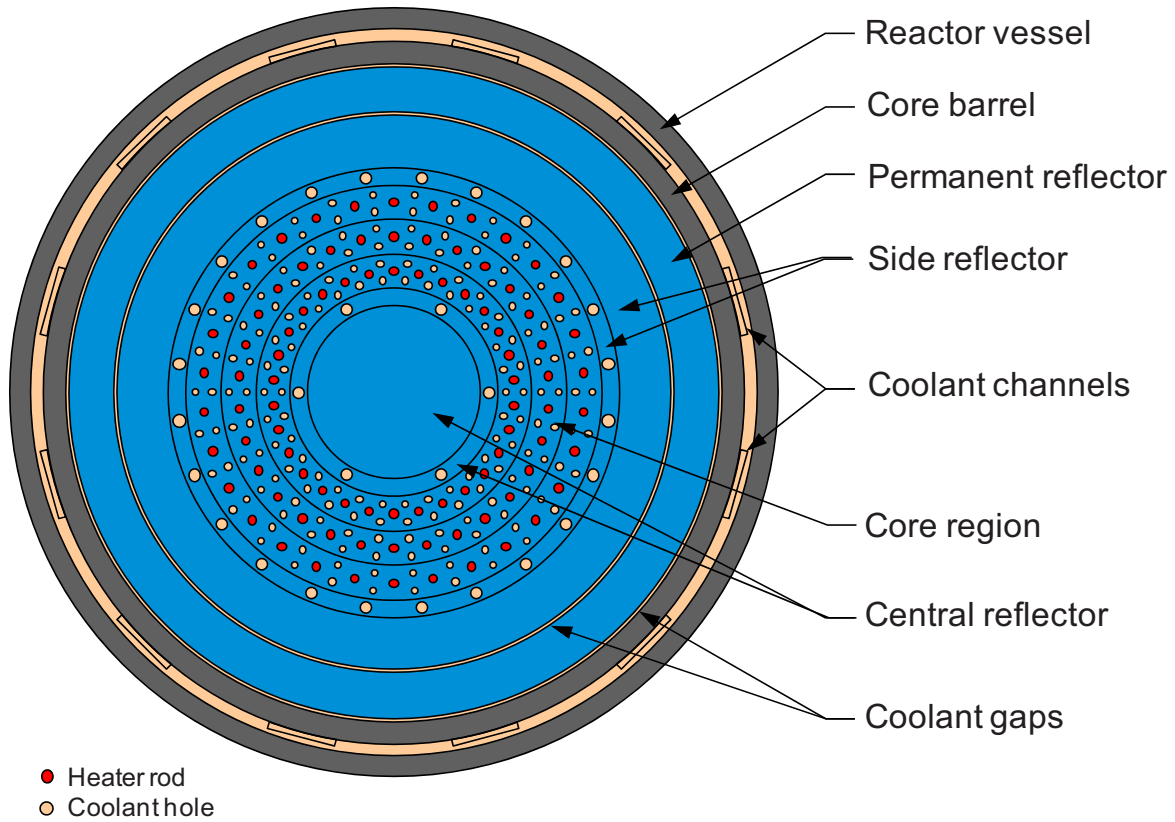 Reactor vessel
Core barrel
Permanent reflector
Side reflector
Coolant channels
Core region
Central reflector
Coolant gaps
Heater rod
Coolant hole